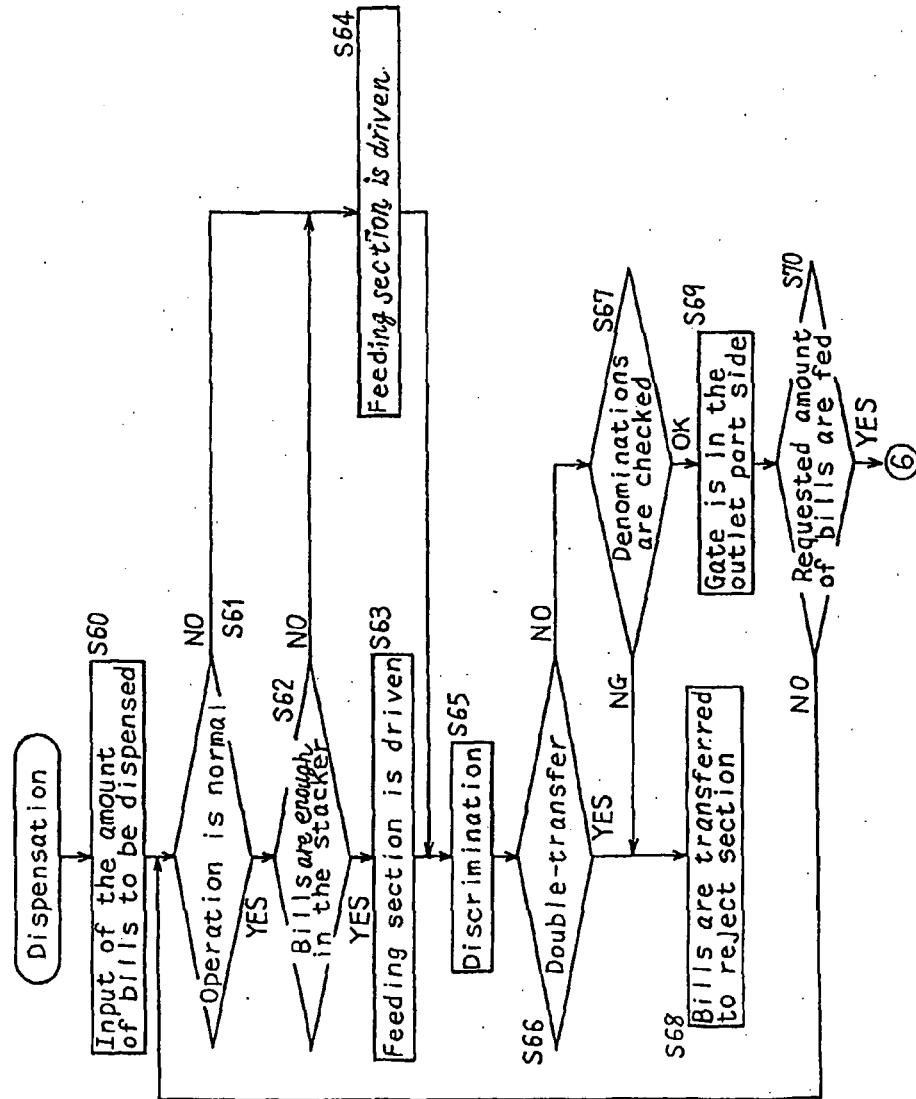 Dispensation
S60
Input of the amount
of bills to be dispensed
Operation is normal
NO
S61
YES
Bills are enough
in the stacker
S62
NO
YES
Feeding section is driven
S63
Feeding section is driven.
S64
Discrimination
S65
Double-transfer
S66
NO
YES
Denominations
are checked
S67
NG
OK
Bills are transferred
to reject section
S68
Gate is in the
outlet port side
S69
Requested amount
of bills are fed
S70
NO
YES
6